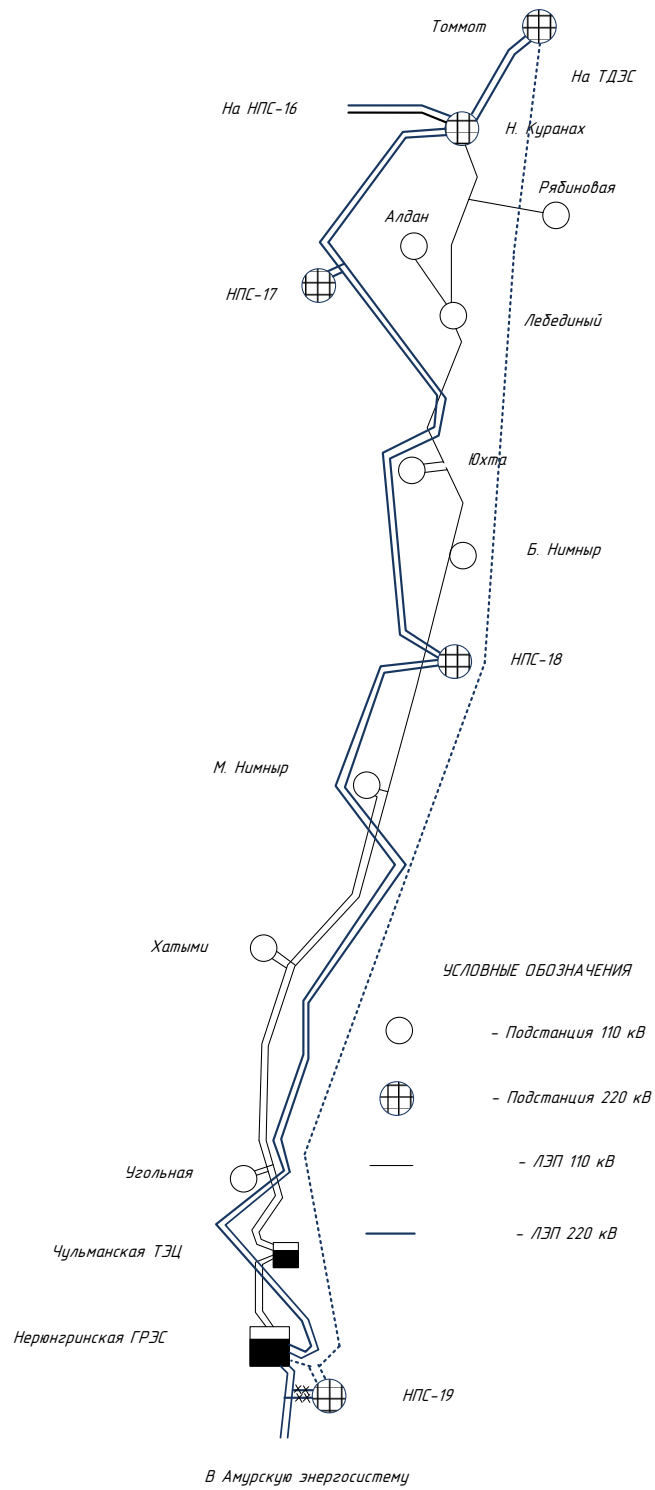 Томмот
На ТДЭС
На НПС-16
Н. Куранах
Рябиновая
Алдан
НПС-17
Лебединый
Юхта
Б. Нимныр
НПС-18
М. Нимныр
Хатыми
УСЛОВНЫЕ ОБОЗНАЧЕНИЯ
- Подстанция 110 кВ
- Подстанция 220 кВ
- ЛЭП 110 кВ
Угольная
- ЛЭП 220 кВ
Чульманская ТЭЦ
Нерюнгринская ГРЭС
НПС-19
В Амурскую энергосистему